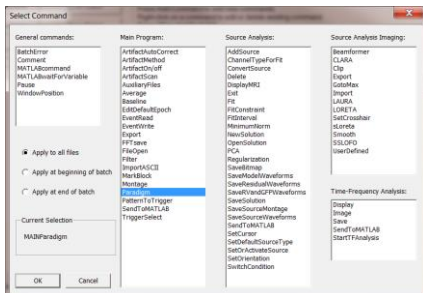 Select Command
General commands:
BatchError
Comment
MATLABcommand
MATLABwaitForVariable
Pause
WindowPosition
Apply to all files
Apply at beginning of batch
Apply at end of batch
Current Selection
MAINParadigm
OK
Cancel
Main Program:
ArtifactAutoCorrect
ArtifactMethod
ArtifactOn/off
ArtifactScan
AuxiliaryFiles
Average
Baseline
EditDefaultEpoch
EventRead
EventWrite
Export
FFTsave
FileOpen
Filter
ImportASCII
MarkBlock
Montage
Paradigm
PatternToTrigger
SendToMATLAB
TriggerSelect
Source Analysis:
AddSource
ChannelTypeForFit
ConvertSource
Delete
DisplayMRI
Exit
Fit
FitConstraint
FitInterval
MinimumNorm
NewSolution
OpenSolution
PCA
Regularization
SaveBitmap
SaveModelWaveforms
SaveResidualWaveforms
SaveRVandGFPWaveforms
SaveSolution
SaveSourceMontage
SaveSourceWaveforms
SendToMATLAB
SetCursor
SetDefaultSourceType
SetOrActivateSource
SetOrientation
SwitchCondition
Source Analysis Imaging:
Beamformer
CLARA
Clip
Export
GotoMax
Import
LAURA
LORETA
SetCrosshair
sLoreta
Smooth
SSLOFO
UserDefined
Time-Frequency Analysis:
Display
Image
Save
SendToMATLAB
StartTFAnalysis